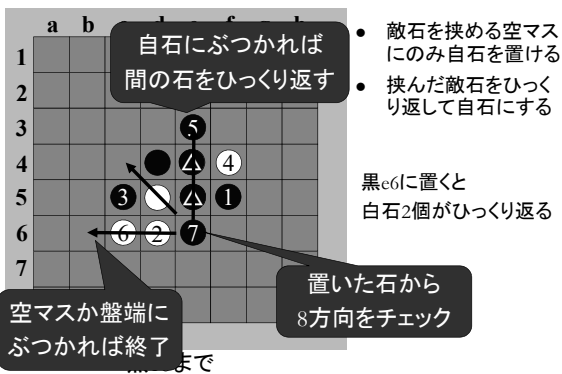 a b
自石にぶつかれば
間の石をひっくり返す
1
2
3
4
5
6
7
5
4
3
1
6
2
7
空マスか盤端に
ぶつかれば終了
置いた石から
8方向をチェック
まで
● 敵石を挟める空マス
にのみ自石を置ける
● 挟んだ敵石をひっく
り返して自石にする
黒e6に置くと
白石2個がひっくり返る